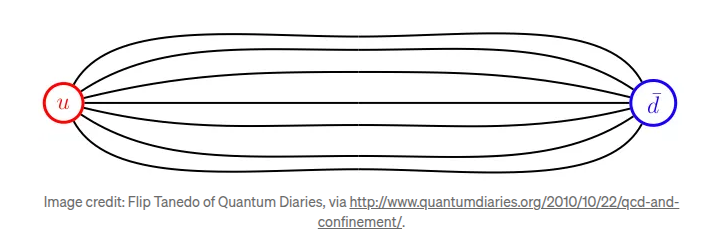 u
d̄
Image credit: Flip Tanedo of Quantum Diaries, via http://www.quantumdiaries.org/2010/10/22/qcd-and-
confinement/.